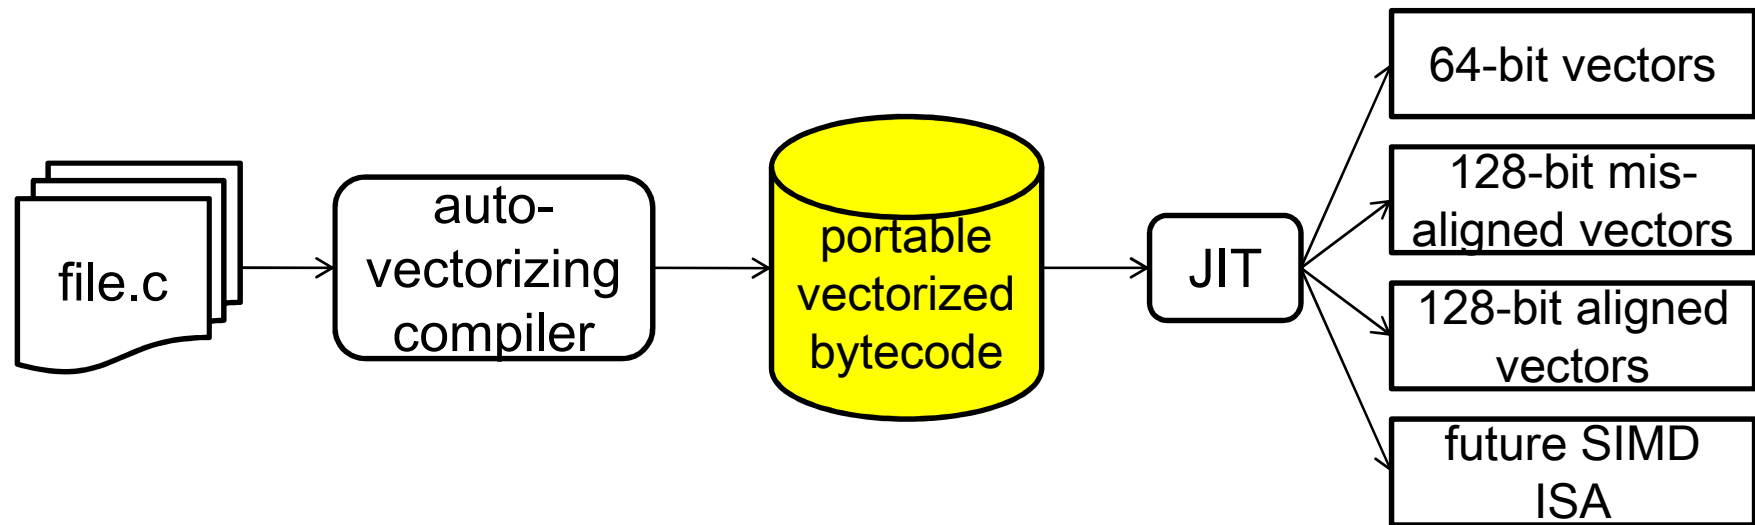 file.c
auto-
vectorizing
compiler
portable
vectorized
bytecode
JIT
64-bit vectors
128-bit mis-
aligned vectors
128-bit aligned
vectors
future SIMD
ISA